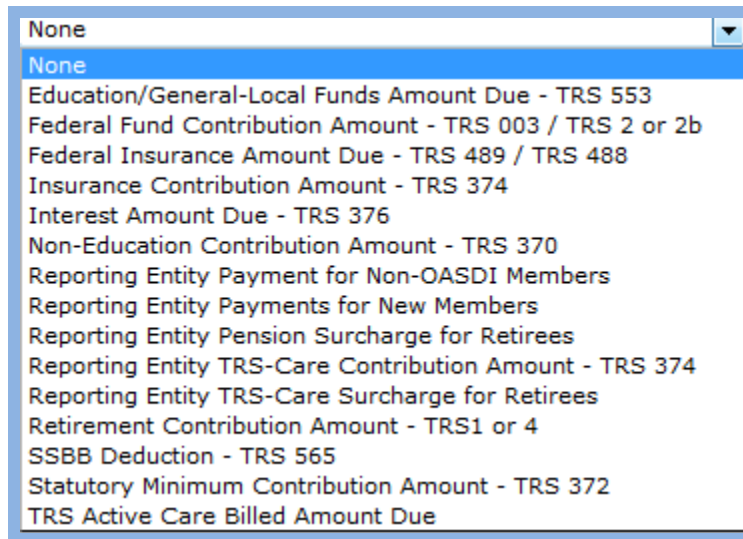 None
None
Education/General-Local Funds Amount Due - TRS 553
Federal Fund Contribution Amount - TRS 003 / TRS 2 or 2b
Federal Insurance Amount Due - TRS 489 / TRS 488
Insurance Contribution Amount - TRS 374
Interest Amount Due - TRS 376
Non-Education Contribution Amount - TRS 370
Reporting Entity Payment for Non-OASDI Members
Reporting Entity Payments for New Members
Reporting Entity Pension Surcharge for Retirees
Reporting Entity TRS-Care Contribution Amount - TRS 374
Reporting Entity TRS-Care Surcharge for Retirees
Retirement Contribution Amount - TRS1 or 4
SSBB Deduction - TRS 565
Statutory Minimum Contribution Amount - TRS 372
TRS Active Care Billed Amount Due